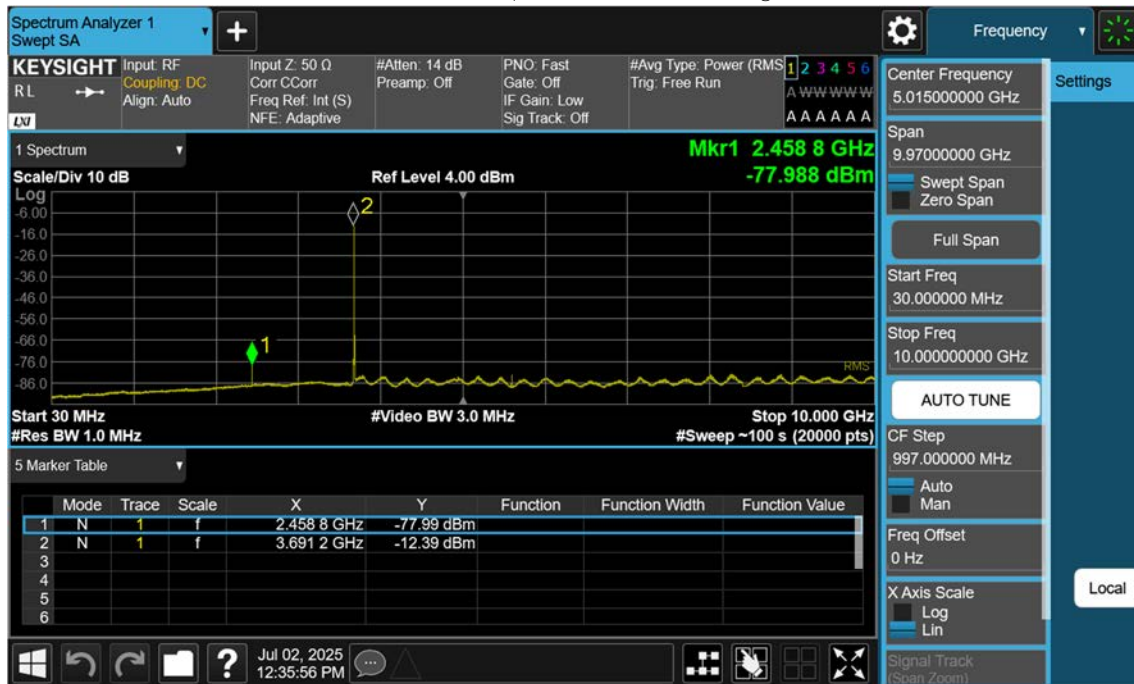 Spectrum Analyzer 1
Swept SA
+
Frequency
KEYSIGHT
RL
LXI
Input: RF
Coupling: DC
Align: Auto
Input Z: 50 Ω
Corr CCorr
Freq Ref: Int (S)
NFE: Adaptive
#Atten: 14 dB
Preamp: Off
PNO: Fast
Gate: Off
IF Gain: Low
Sig Track: Off
#Avg Type: Power (RMS
Trig: Free Run
1 2 3 4 5 6
A W W W W W
A A A A A A
1 Spectrum
Mkr1 2.458 8 GHz
Scale/Div 10 dB Ref Level 4.00 dBm -77.988 dBm
Log
-6.00
-16.0
-26.0
-36.0
-46.0
-56.0
-66.0
-76.0
-86.0
2
1
RMS
Start 30 MHz #Video BW 3.0 MHz Stop 10.000 GHz
#Res BW 1.0 MHz #Sweep ~100 s (20000 pts)
5 Marker Table
Mode Trace Scale X Y Function Function Width Function Value
1 N 1 f 2.458 8 GHz -77.99 dBm
2 N 1 f 3.691 2 GHz -12.39 dBm
3
4
5
6
?
Jul 02, 2025
12:35:56 PM
Center Frequency
5.015000000 GHz
Span
9.97000000 GHz
Swept Span
Zero Span
Full Span
Start Freq
30.000000 MHz
Stop Freq
10.000000000 GHz
AUTO TUNE
CF Step
997.000000 MHz
Auto
Man
Freq Offset
0 Hz
X Axis Scale
Log
Lin
Signal Track
(Span Zoom)
Settings
Local